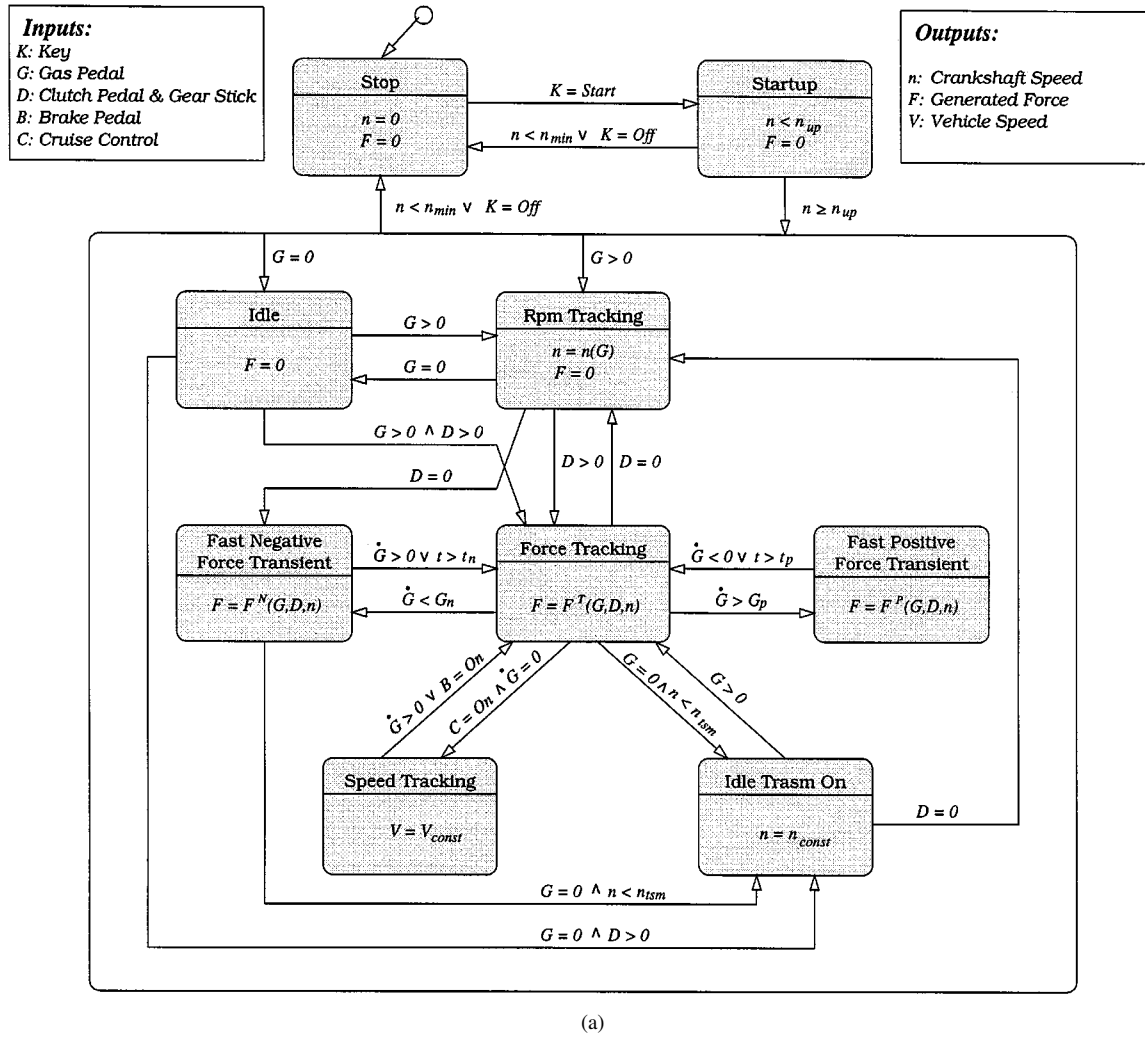 Inputs:
K: Key
G: Gas Pedal
D: Clutch Pedal & Gear Stick
B: Brake Pedal
C: Cruise Control
Outputs:
n: Crankshaft Speed
F: Generated Force
V: Vehicle Speed
Stop
n = 0
F = 0
K = Start
n < n_min ∨ K = Off
Startup
n < n_up
F = 0
n < n_min ∨ K = Off
n ≥ n_up
G = 0
G > 0
Idle
F = 0
G > 0
G = 0
Rpm Tracking
n = n(G)
F = 0
G > 0 ∧ D > 0
D = 0
D > 0
D = 0
Fast Negative
Force Transient
F = F^N(G,D,n)
Ġ > 0 ∨ t > t_n
Ġ < G_n
Force Tracking
F = F^T(G,D,n)
Ġ < 0 ∨ t > t_p
Ġ > G_p
Fast Positive
Force Transient
F = F^P(G,D,n)
Ġ > 0 ∨ B = On
C = On ∧ Ġ = 0
G = 0 ∧ n < n_tsm
G > 0
Speed Tracking
V = V_const
Idle Trasm On
n = n_const
D = 0
G = 0 ∧ n < n_tsm
G = 0 ∧ D > 0
(a)